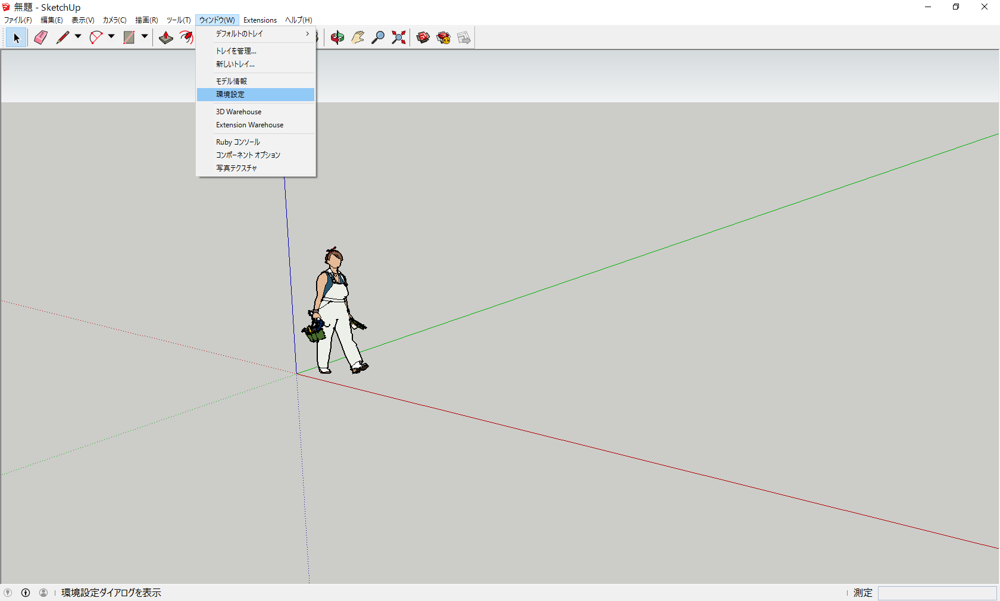 無題 - SketchUp
ファイル(F) 編集(E) 表示(V) カメラ(C) 描画(R) ツール(T) ウィンドウ(W) Extensions ヘルプ(H)
デフォルトのトレイ
トレイを管理...
新しいトレイ...
モデル情報
環境設定
3D Warehouse
Extension Warehouse
Ruby コンソール
コンポーネント オプション
写真テクスチャ
環境設定ダイアログを表示 測定